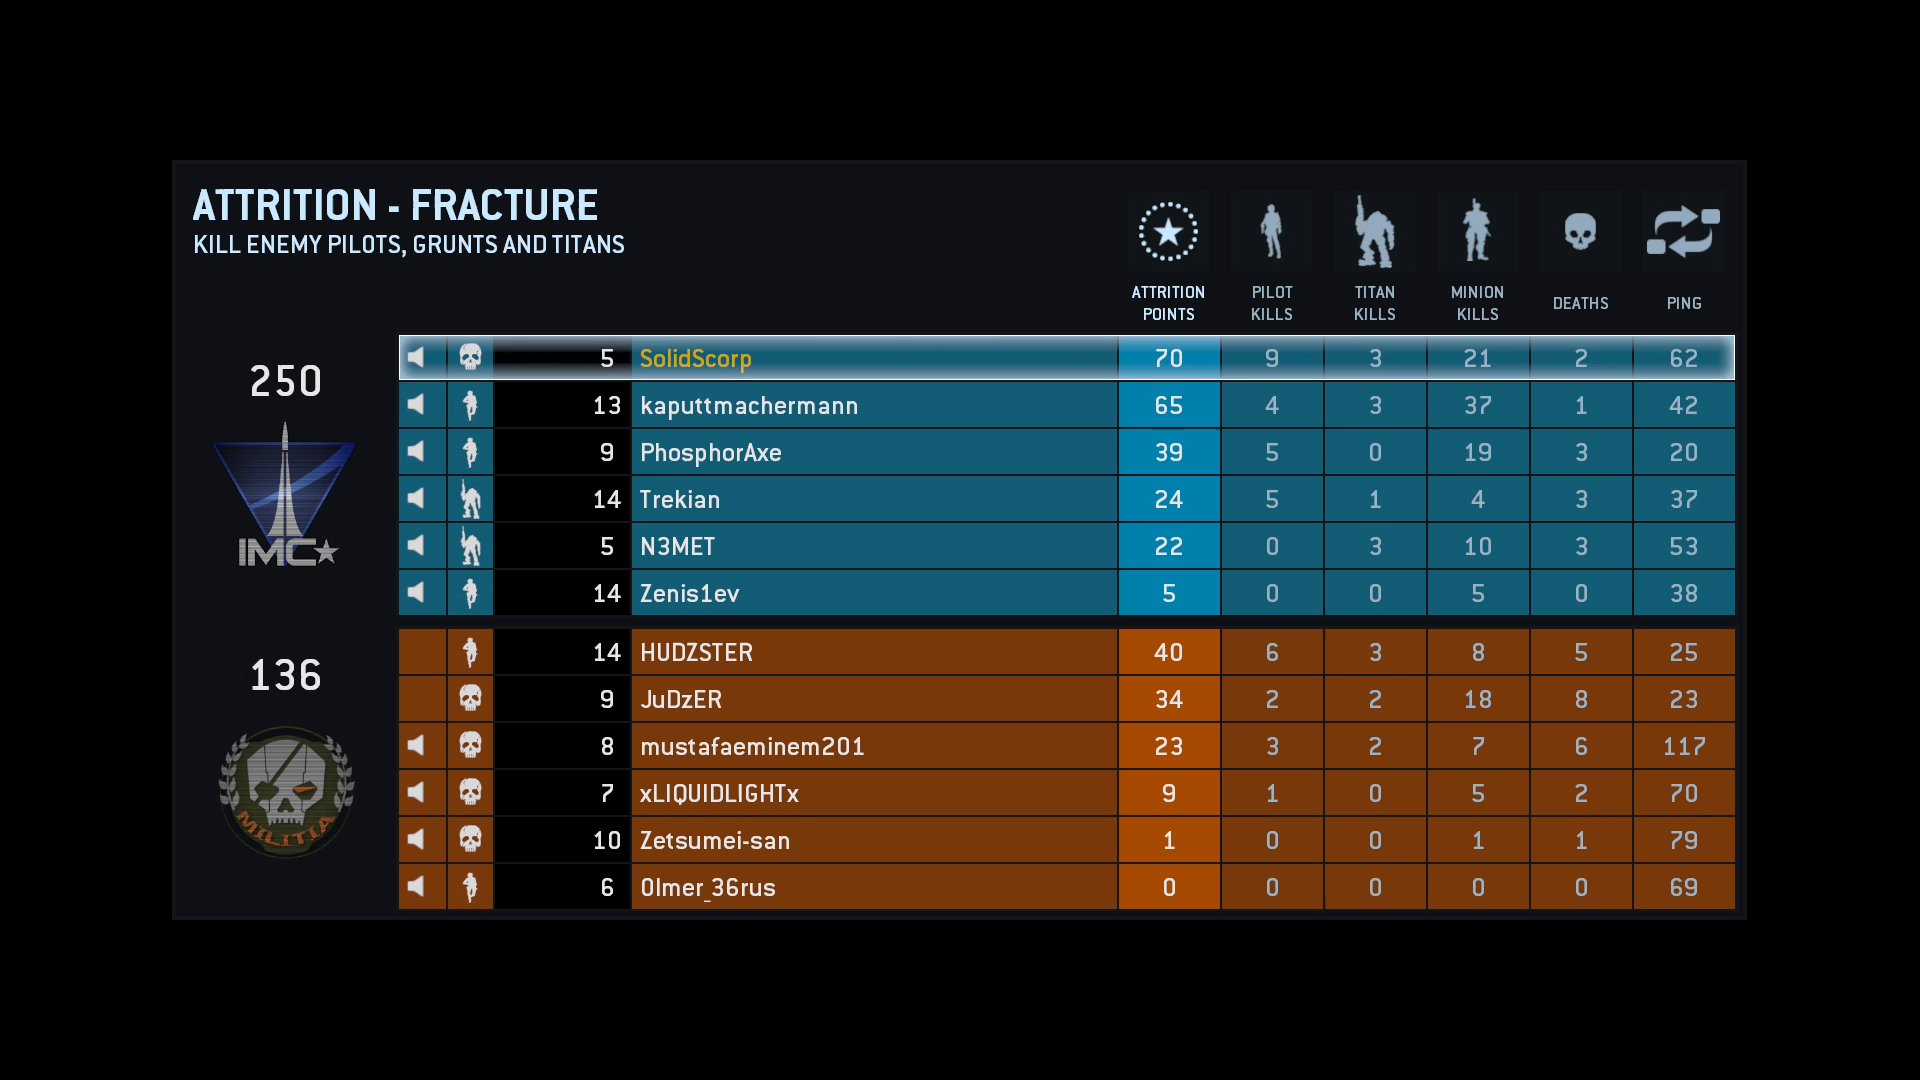 ATTRITION - FRACTURE
KILL ENEMY PILOTS, GRUNTS AND TITANS
ATTRITION POINTS
PILOT KILLS
TITAN KILLS
MINION KILLS
DEATHS
PING
250
IMC
5 SolidScorp 70 9 3 21 2 62
13 kaputtmachermann 65 4 3 37 1 42
9 PhosphorAxe 39 5 0 19 3 20
14 Trekian 24 5 1 4 3 37
5 N3MET 22 0 3 10 3 53
14 Zenis1ev 5 0 0 5 0 38
136
MILITIA
14 HUDZSTER 40 6 3 8 5 25
9 JuDzER 34 2 2 18 8 23
8 mustafaeminem201 23 3 2 7 6 117
7 xLIQUIDLIGHTx 9 1 0 5 2 70
10 Zetsumei-san 1 0 0 1 1 79
6 0lmer_36rus 0 0 0 0 0 69